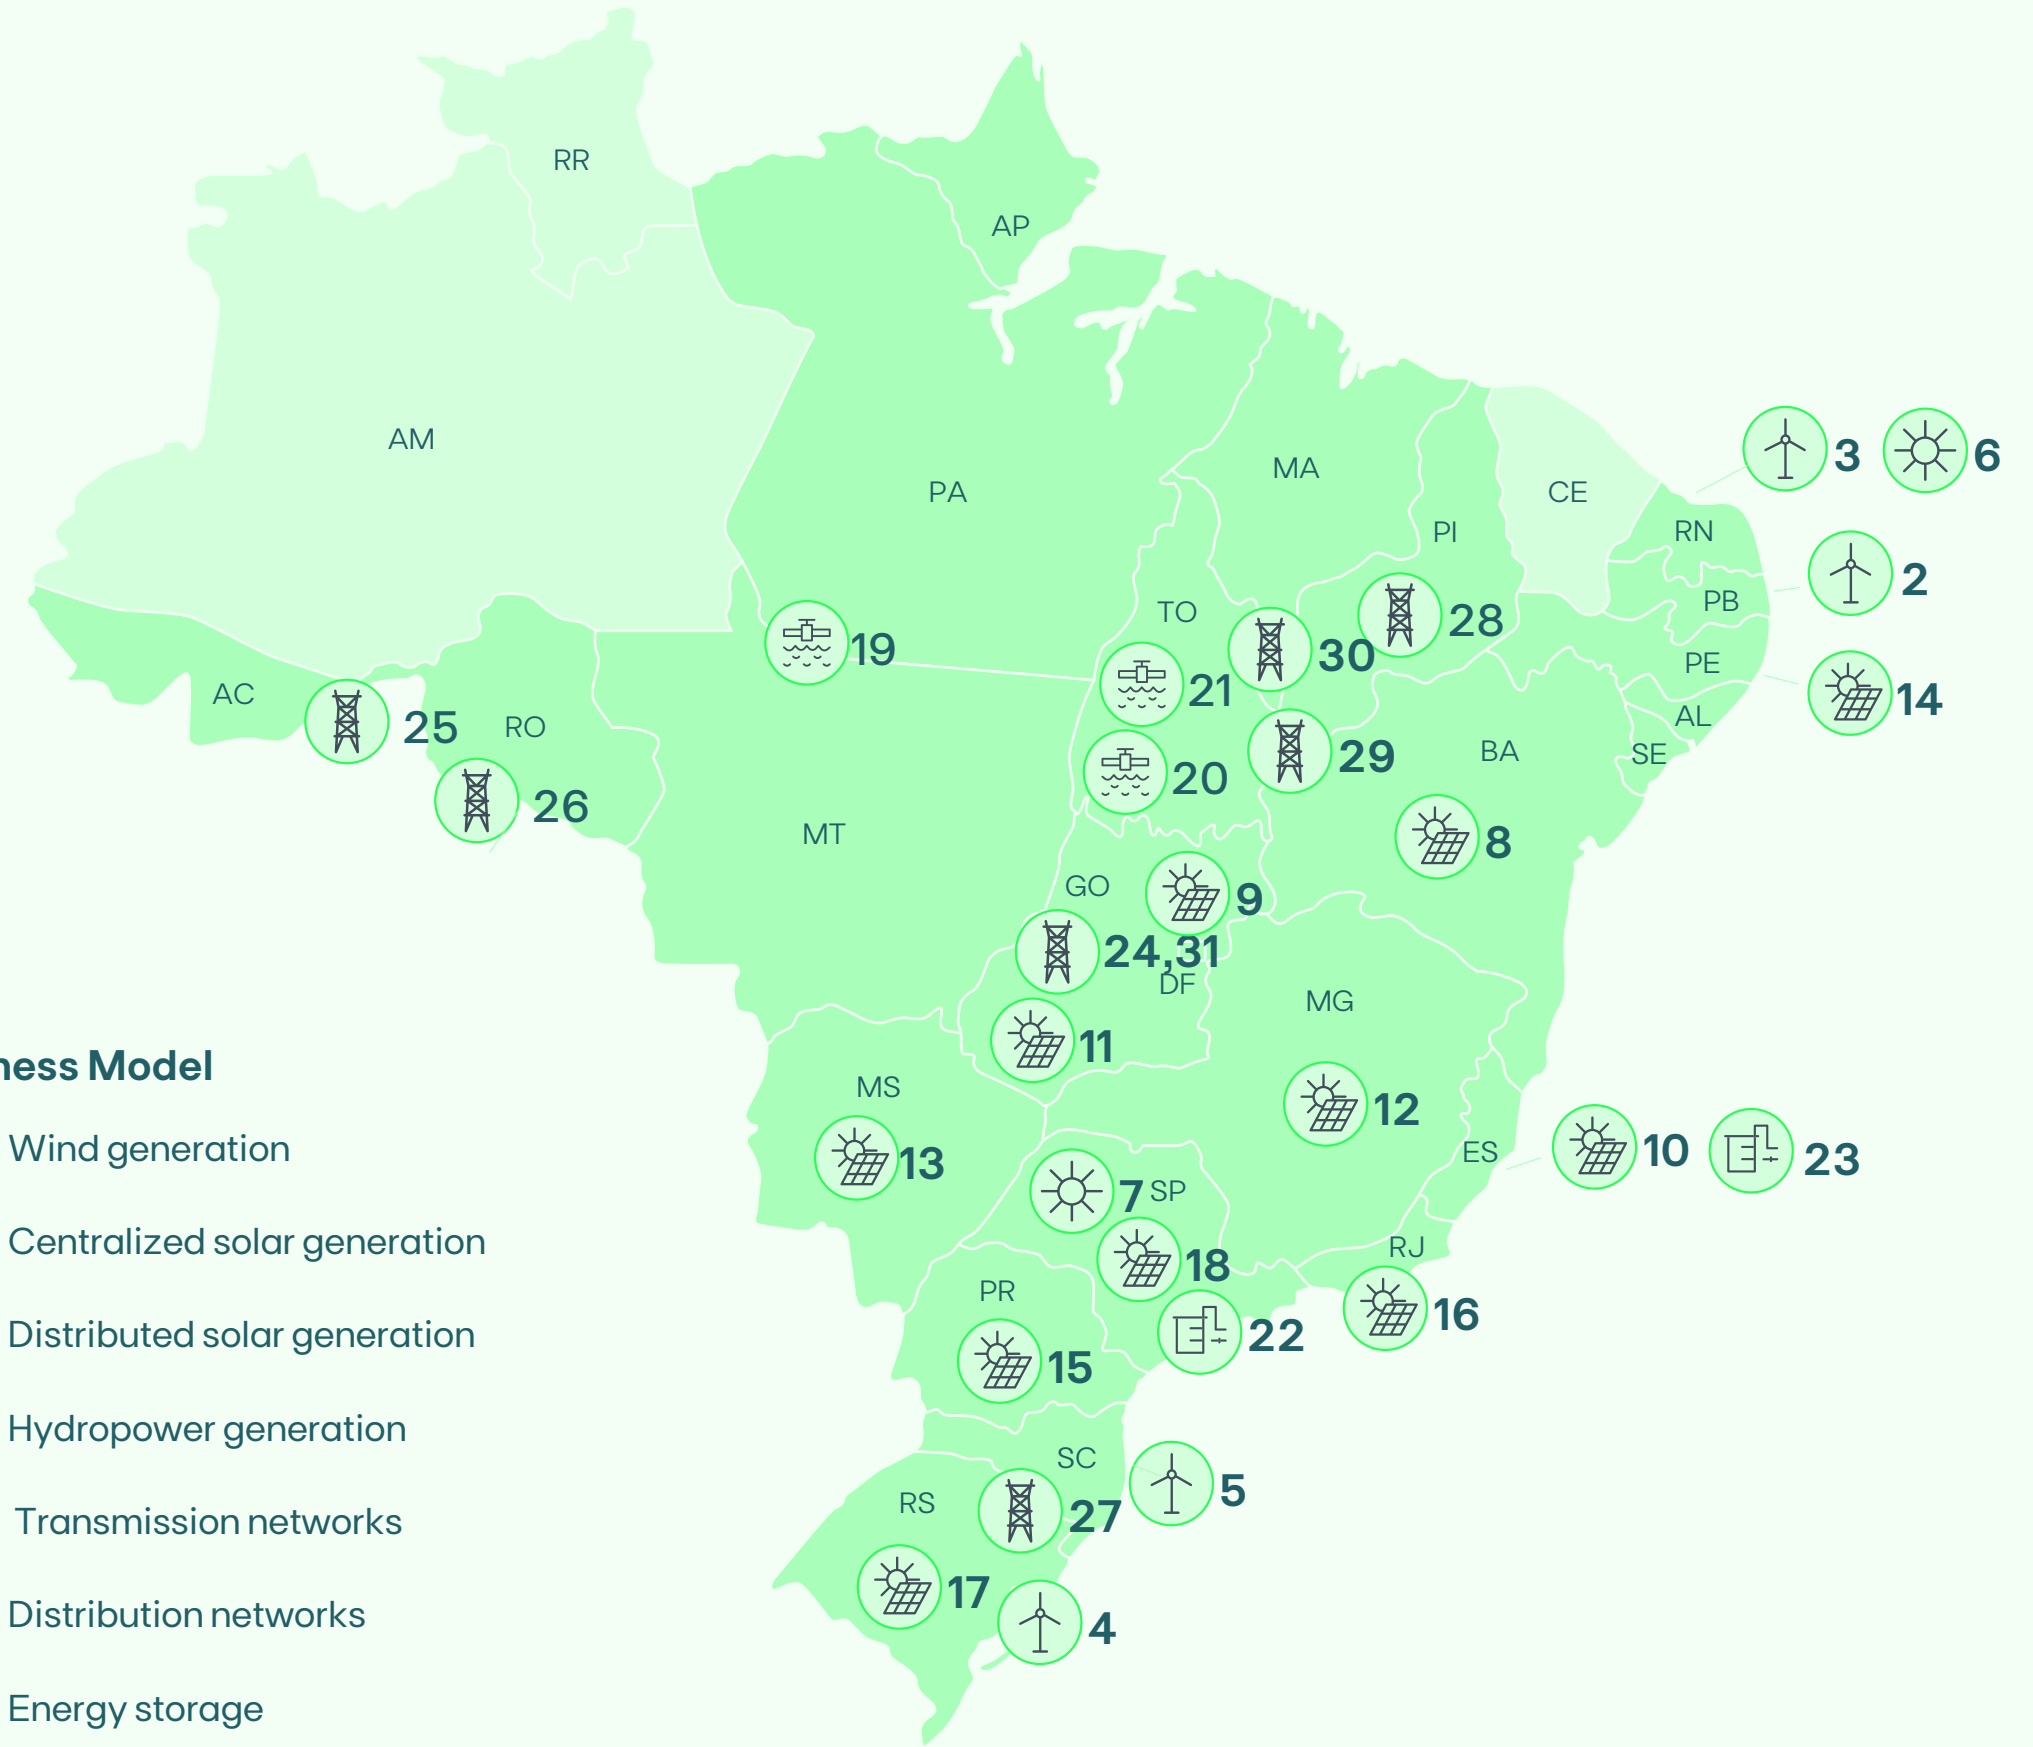 RR
AP
AM
PA
MA
CE
3
6
PI
RN
2
PB
TO
19
28
30
21
PE
14
AC
25
RO
AL
SE
BA
29
20
26
MT
8
GO
9
24,31
DF
MG
11
ness Model
MS
12
Wind generation
ES
10
23
13
7
SP
Centralized solar generation
RJ
18
PR
16
Distributed solar generation
22
15
Hydropower generation
SC
5
RS
27
Transmission networks
17
4
Distribution networks
Energy storage